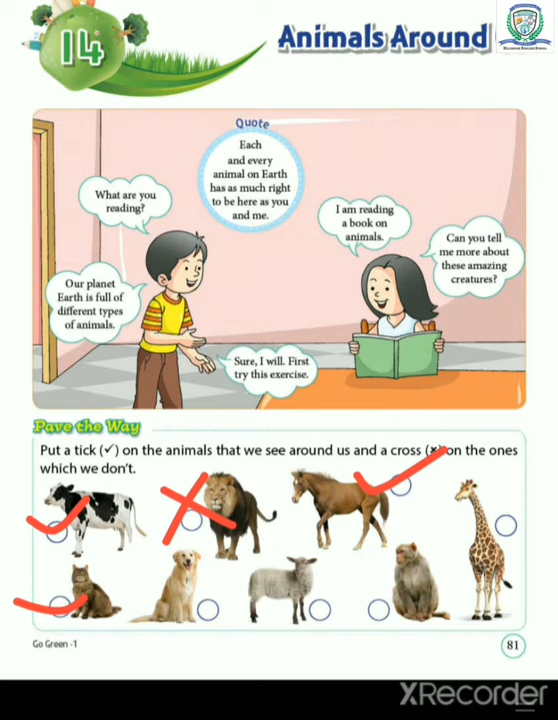 14
Animals Around
BELLARMINE ENGLISH SCHOOL
Quote
Each
and every
animal on Earth
has as much right
to be here as you
and me.
What are you
reading?
I am reading
a book on
animals.
Can you tell
me more about
these amazing
creatures?
Our planet
Earth is full of
different types
of animals.
Sure, I will. First
try this exercise.
Pave the Way
Put a tick (✓) on the animals that we see around us and a cross (×) on the ones
which we don't.
Go Green -1
81
XRecorder